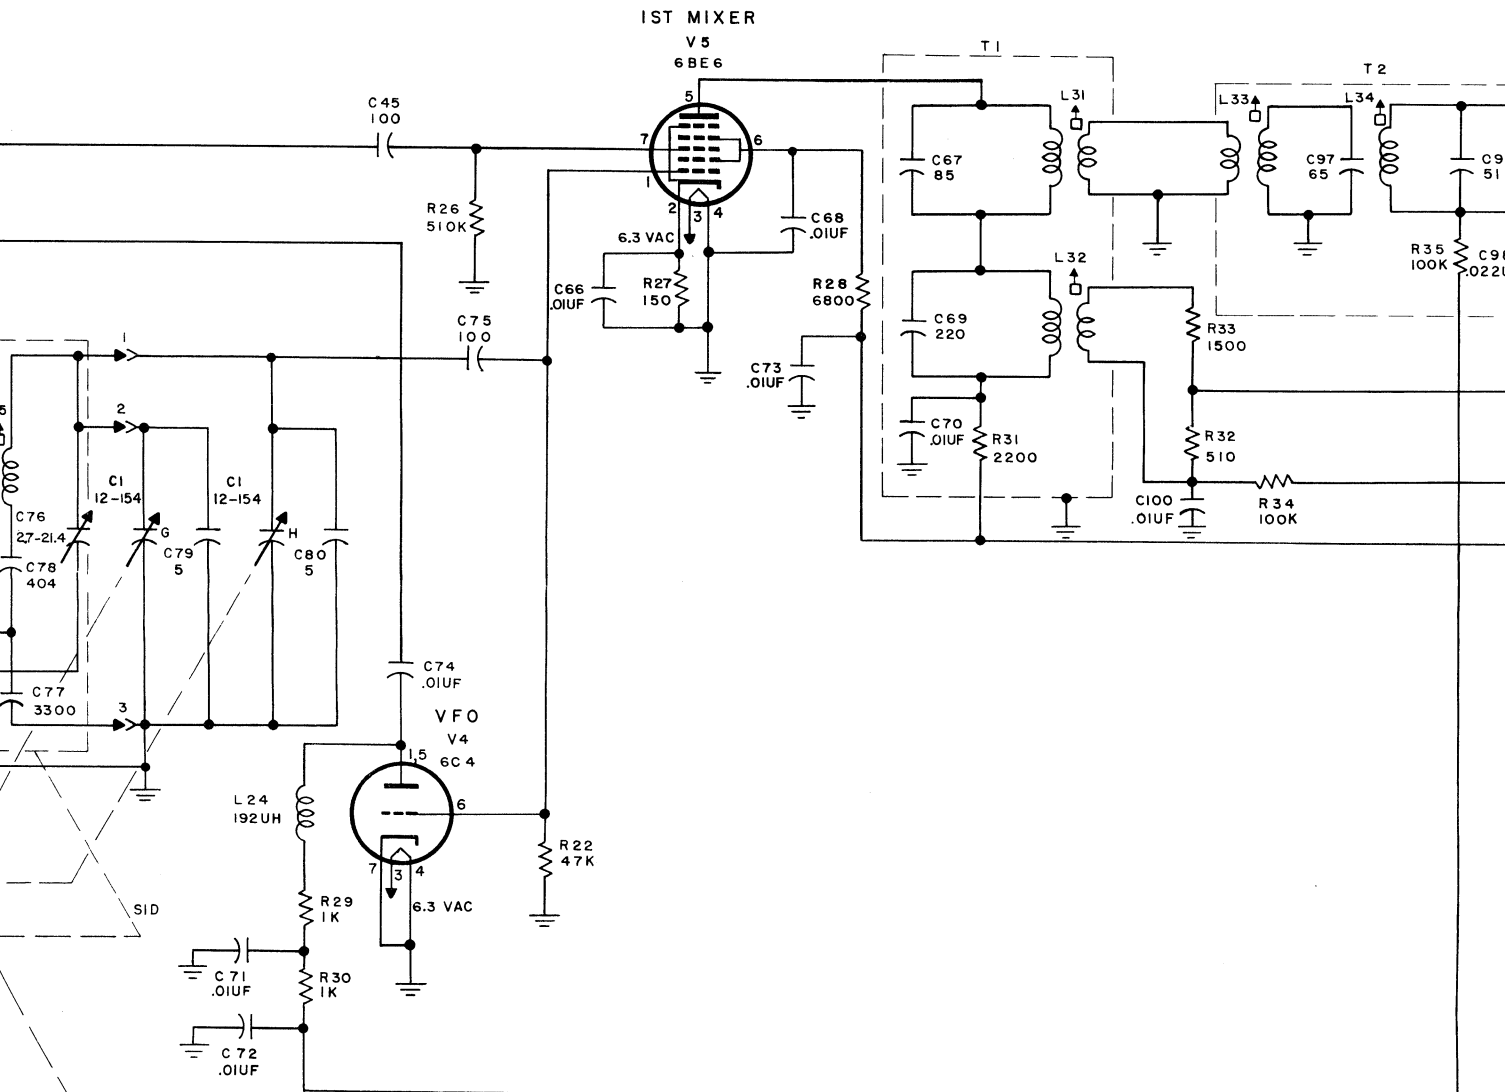 1ST MIXER
V5
6BE6
T1
T2
C45
100
5
7
6
1
2
3
4
L31
L33
L34
C67
85
C97
65
C9
51
R26
510K
C68
.01UF
6.3 VAC
R27
150
C66
.01UF
R28
6800
L32
R35
100K
C98
.022U
C75
100
C69
220
R33
1500
C73
.01UF
1
2
5
C70
.01UF
R31
2200
R32
510
C1
12-154
C1
12-154
C100
.01UF
R34
100K
C76
2.7-21.4
G
H
C79
5
C80
5
C78
404
C74
.01UF
C77
3300
3
VFO
V4
6C4
1,5
6
7
3
4
L24
192UH
R22
47K
R29
1K
6.3 VAC
S1D
C71
.01UF
R30
1K
C72
.01UF